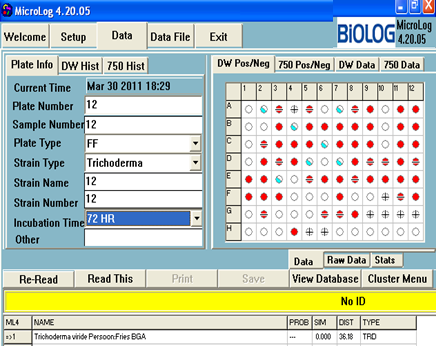 MicroLog 4.20.05
Welcome Setup Data Data File Exit
BiOLOG MicroLog 4.20.05
Plate Info DW Hist 750 Hist
Current Time Mar 30 2011 18:29
Plate Number 12
Sample Number 12
Plate Type FF
Strain Type Trichoderma
Strain Name 12
Strain Number 12
Incubation Time 72 HR
Other
DW Pos/Neg 750 Pos/Neg DW Data 750 Data
1 2 3 4 5 6 7 8 9 10 11 12
A
B
C
D
E
F
G
H
Data Raw Data Stats
Re-Read Read This Print Save View Database Cluster Menu
No ID
ML4 NAME PROB SIM DIST TYPE
=>1 Trichoderma viride Persoon:Fries BGA --- 0.000 36.18 TRD